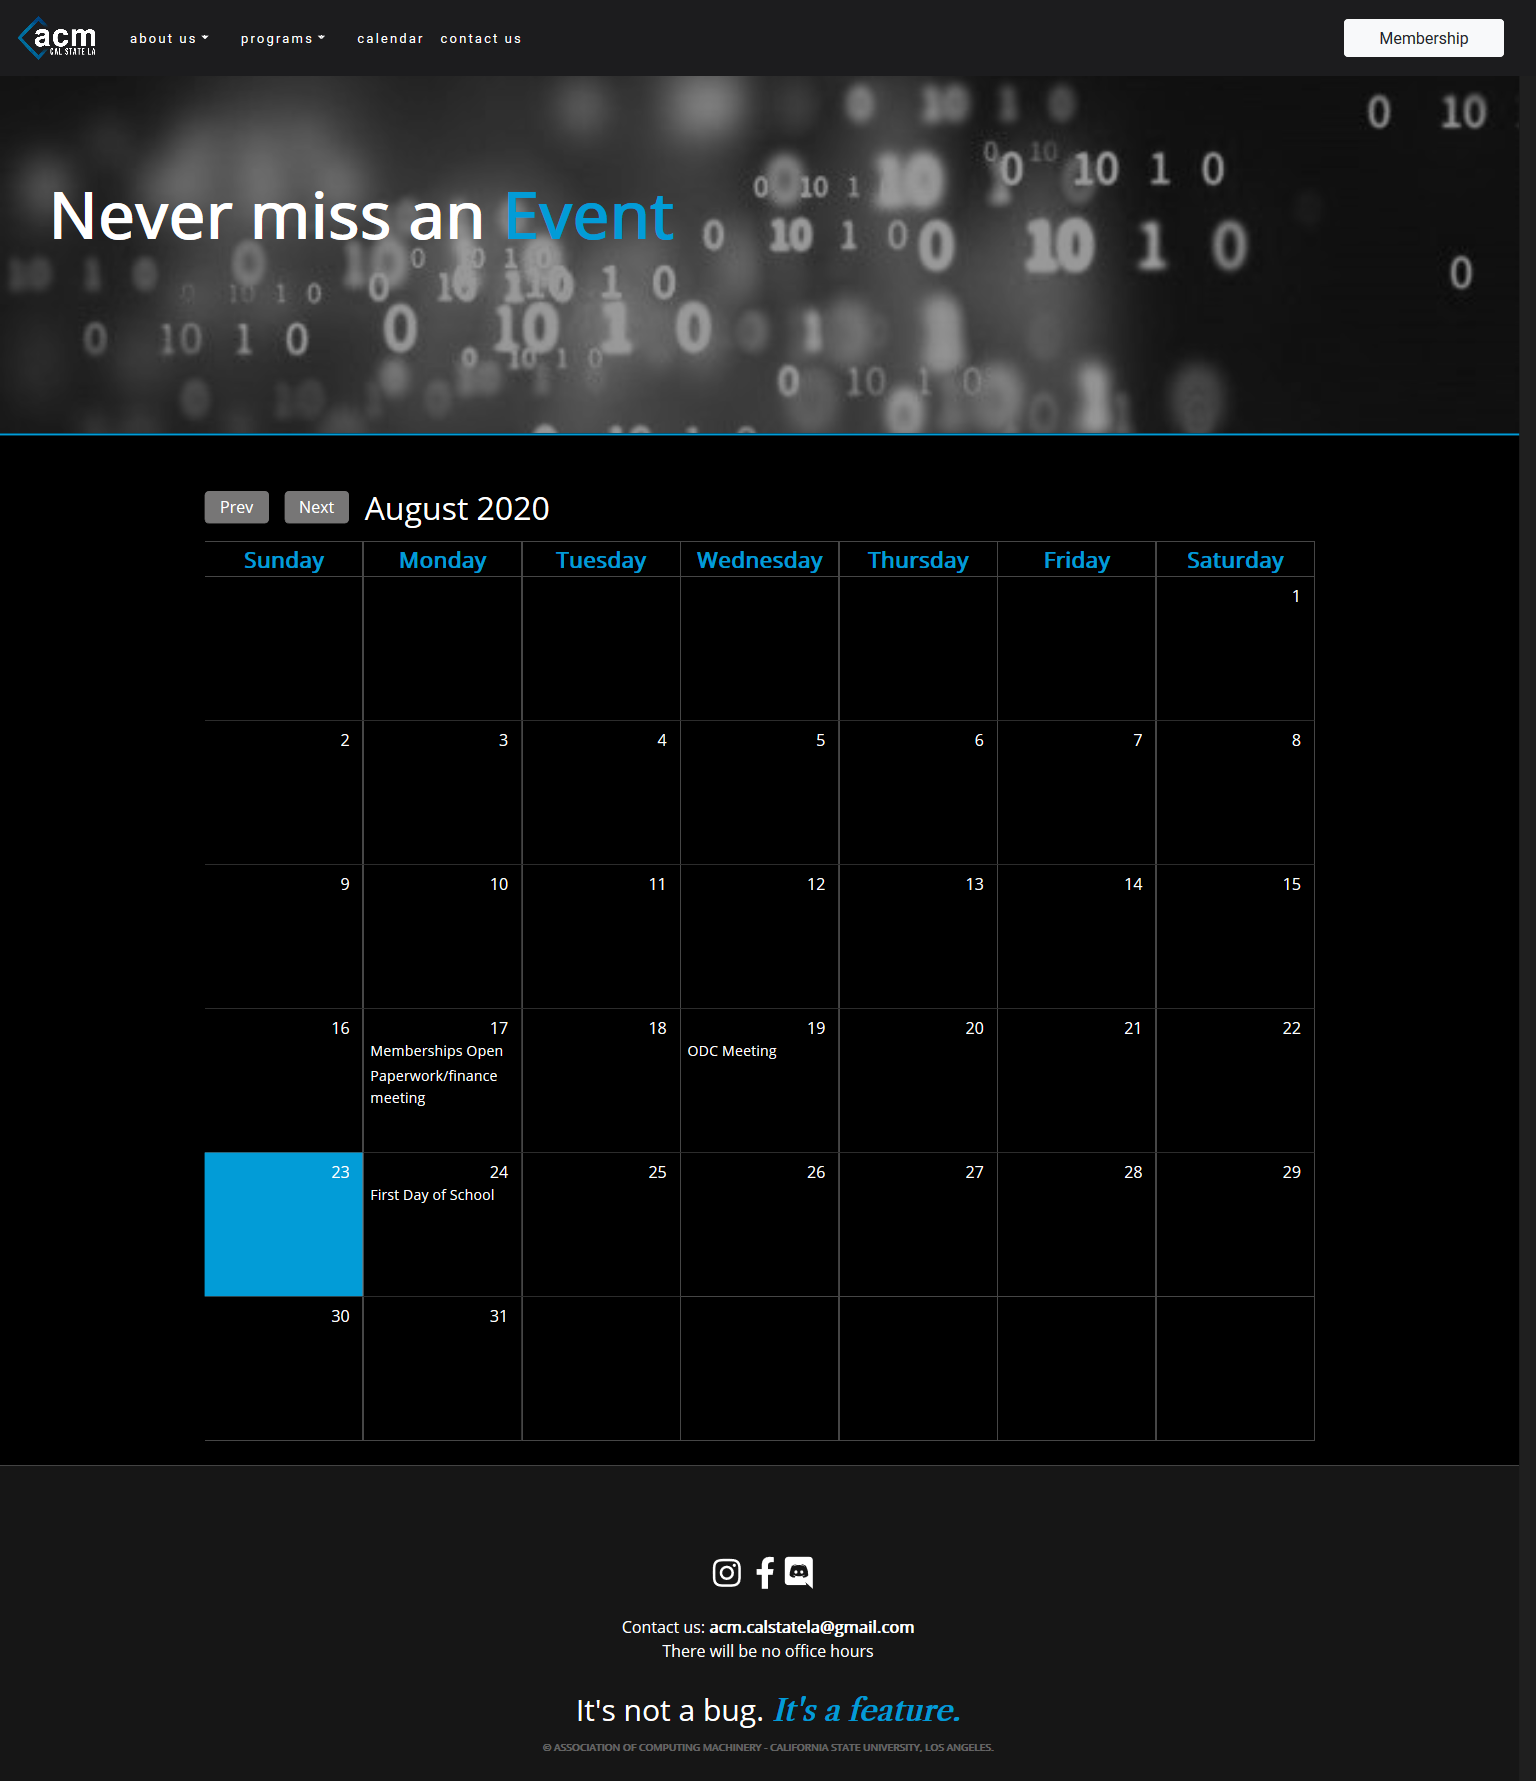 acm
CAL STATE LA
about us
programs
calendar
contact us
Membership
Never miss an Event
Prev
Next
August 2020
Sunday Monday Tuesday Wednesday Thursday Friday Saturday
1
2 3 4 5 6 7 8
9 10 11 12 13 14 15
16 17 18 19 20 21 22
Memberships Open
Paperwork/finance
meeting
ODC Meeting
23 24 25 26 27 28 29
First Day of School
30 31
Contact us: acm.calstatela@gmail.com
There will be no office hours
It's not a bug. It's a feature.
© ASSOCIATION OF COMPUTING MACHINERY - CALIFORNIA STATE UNIVERSITY, LOS ANGELES.